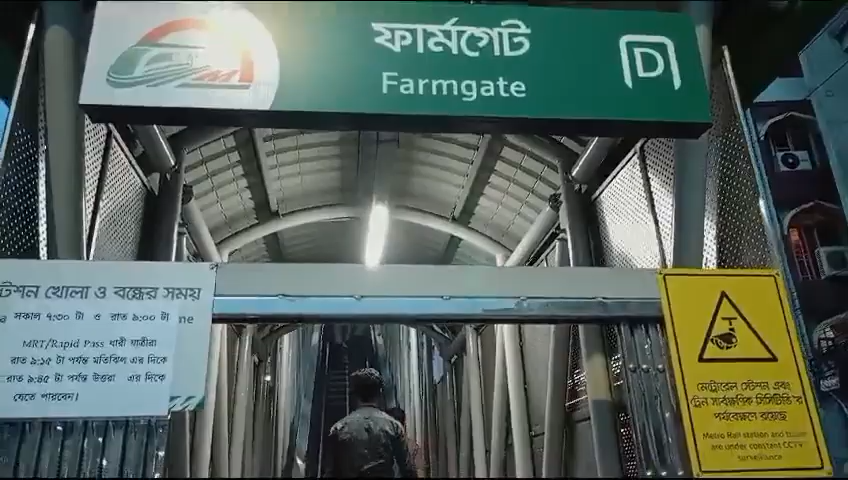 ফার্মগেট
Farmgate
D
স্টেশন খোলা ও বন্ধের সময়
সকাল ৭:৩০ টা ও রাত ৯:০০ টা
me
MRT/Rapid Pass ধারী যাত্রীরা
রাত ৯:১৫ টা পর্যন্ত মতিঝিল এর দিকে
রাত ৯:৪৫ টা পর্যন্ত উত্তরা এর দিকে
যেতে পারবেন।
মেট্রোরেল স্টেশন এবং
ট্রেন সার্বক্ষণিক সিসিটিভি'র
পর্যবেক্ষণে রয়েছে
Metro Rail station and trains
are under constant CCTV
surveillance